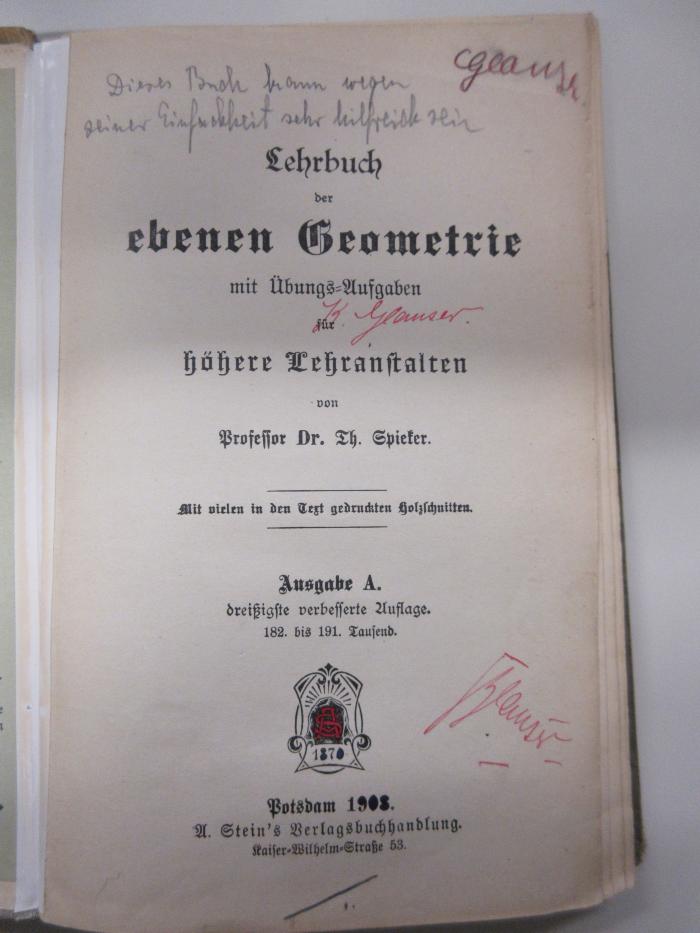 Glauser.
Dieses Buch kann wegen
seiner Einfachheit sehr hilfreich sein
Lehrbuch
der
ebenen Geometrie
mit Übungs-Aufgaben
für
K. Glauser.
höhere Lehranstalten
von
Professor Dr. Th. Spieker.
Mit vielen in den Text gedruckten Holzschnitten.
Ausgabe A.
dreißigste verbesserte Auflage.
182. bis 191. Tausend.
1870
Glauser
Potsdam 1908.
A. Stein's Verlagsbuchhandlung.
Kaiser-Wilhelm-Straße 53.